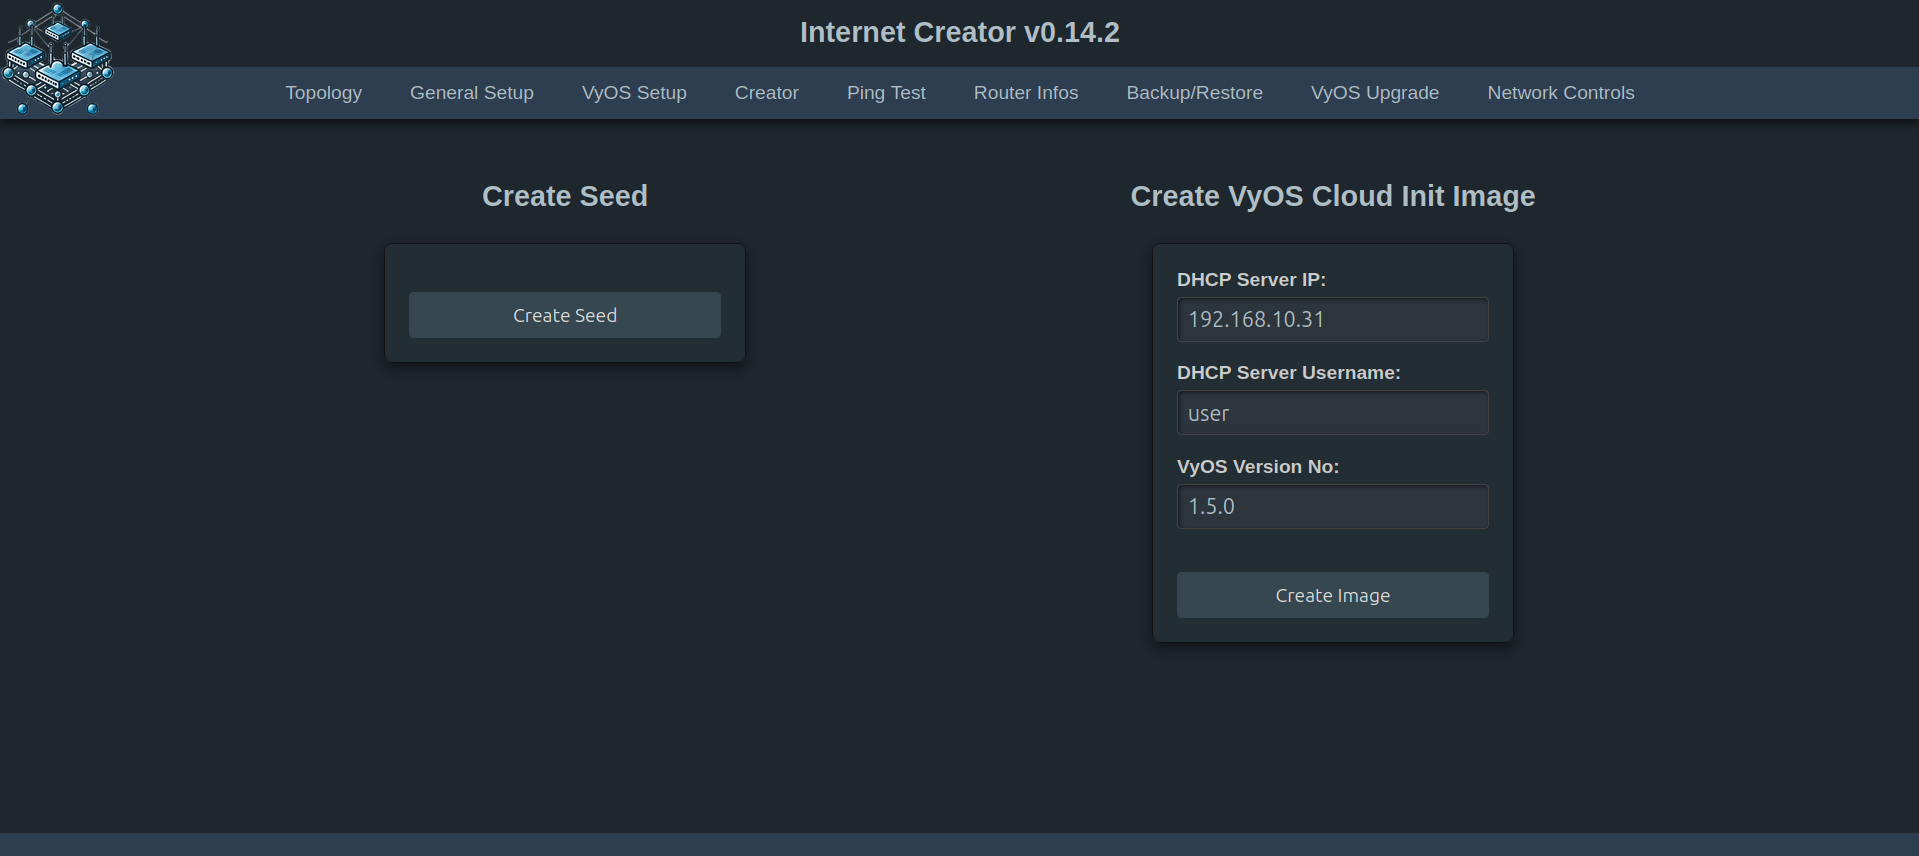 Internet Creator v0.14.2
Topology General Setup VyOS Setup Creator Ping Test Router Infos Backup/Restore VyOS Upgrade Network Controls
Create Seed
Create Seed
Create VyOS Cloud Init Image
DHCP Server IP:
192.168.10.31
DHCP Server Username:
user
VyOS Version No:
1.5.0
Create Image